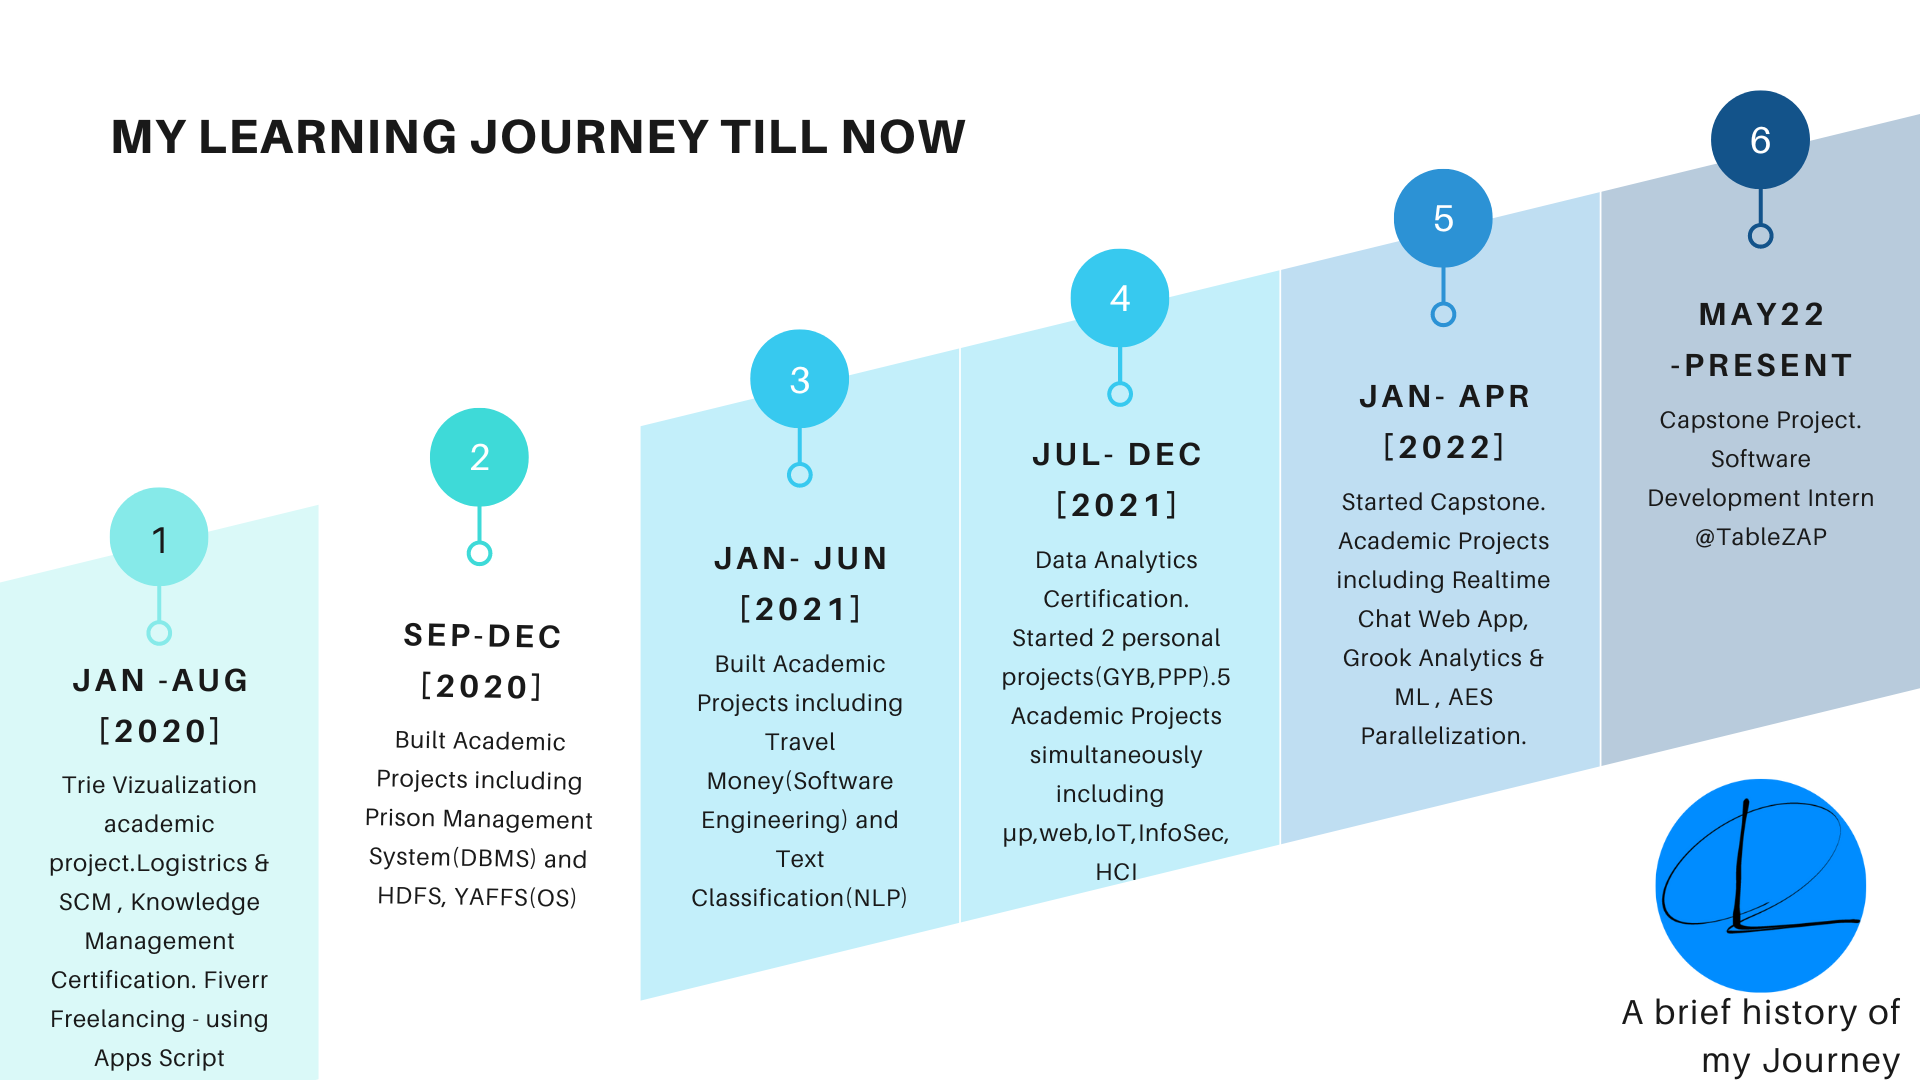 MY LEARNING JOURNEY TILL NOW
1
JAN -AUG
[2020]
Trie Vizualization
academic
project.Logistrics &
SCM , Knowledge
Management
Certification. Fiverr
Freelancing - using
Apps Script
2
SEP-DEC
[2020]
Built Academic
Projects including
Prison Management
System(DBMS) and
HDFS, YAFFS(OS)
3
JAN- JUN
[2021]
Built Academic
Projects including
Travel
Money(Software
Engineering) and
Text
Classification(NLP)
4
JUL- DEC
[2021]
Data Analytics
Certification.
Started 2 personal
projects(GYB,PPP).5
Academic Projects
simultaneously
including
µp,web,IoT,InfoSec,
HCI
5
JAN- APR
[2022]
Started Capstone.
Academic Projects
including Realtime
Chat Web App,
Grook Analytics &
ML , AES
Parallelization.
6
MAY22
-PRESENT
Capstone Project.
Software
Development Intern
@TableZAP
L
A brief history of
my Journey